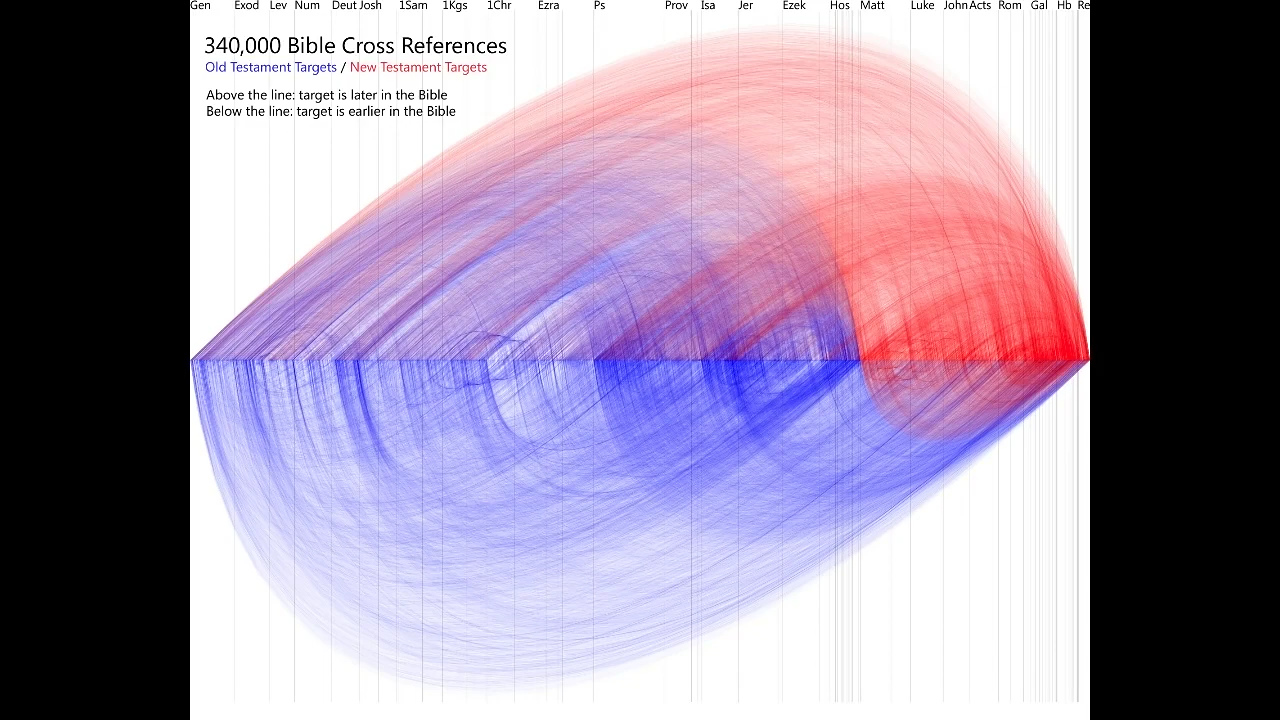 Gen Exod Lev Num Deut Josh 1Sam 1Kgs 1Chr Ezra Ps Prov Isa Jer Ezek Hos Matt Luke John Acts Rom Gal Hb Re
340,000 Bible Cross References
Old Testament Targets / New Testament Targets
Above the line: target is later in the Bible
Below the line: target is earlier in the Bible